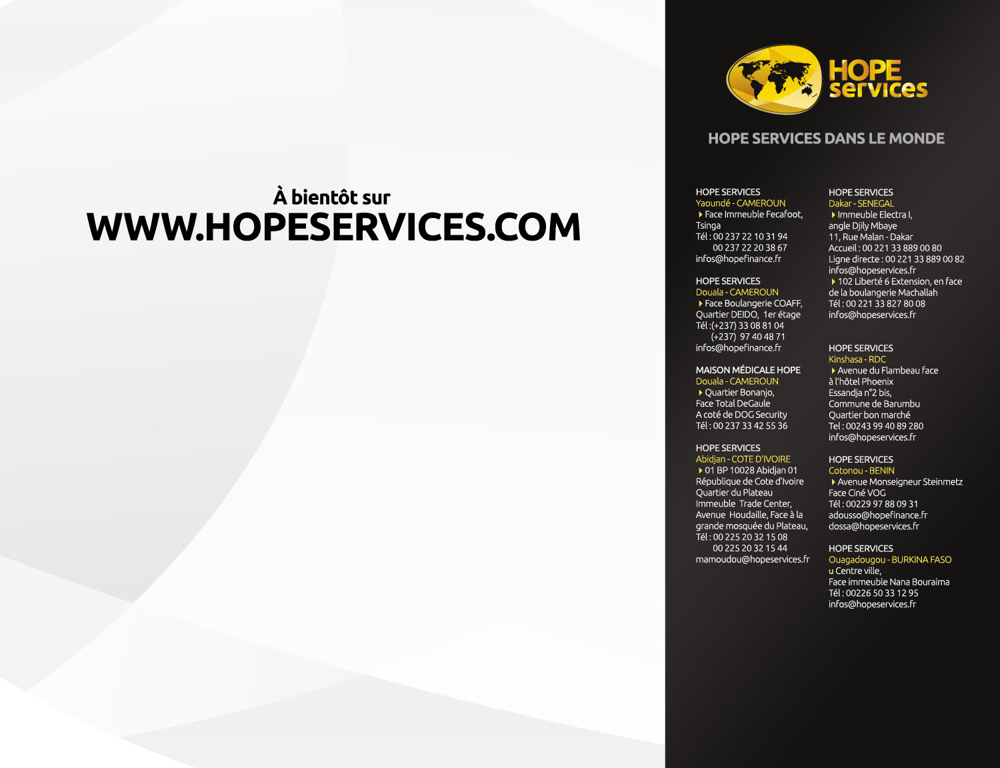 À bientôt sur
WWW.HOPESERVICES.COM
HOPE
services
HOPE SERVICES DANS LE MONDE
HOPE SERVICES
Yaoundé - CAMEROUN
Face Immeuble Fecafoot,
Tsinga
Tél : 00 237 22 10 31 94
00 237 22 20 38 67
infos@hopefinance.fr
HOPE SERVICES
Douala - CAMEROUN
Face Boulangerie COAFF,
Quartier DEIDO, 1er étage
Tél :(+237) 33 08 81 04
(+237) 97 40 48 71
infos@hopefinance.fr
MAISON MÉDICALE HOPE
Douala - CAMEROUN
Quartier Bonanjo,
Face Total DeGaule
A coté de DOG Security
Tél : 00 237 33 42 55 36
HOPE SERVICES
Abidjan - COTE D'IVOIRE
01 BP 10028 Abidjan 01
République de Cote d'Ivoire
Quartier du Plateau
Immeuble Trade Center,
Avenue Houdaille, Face à la
grande mosquée du Plateau,
Tél : 00 225 20 32 15 08
00 225 20 32 15 44
mamoudou@hopeservices.fr
HOPE SERVICES
Dakar - SENEGAL
Immeuble Electra I,
angle Djily Mbaye
11, Rue Malan - Dakar
Accueil : 00 221 33 889 00 80
Ligne directe : 00 221 33 889 00 82
infos@hopeservices.fr
102 Liberté 6 Extension, en face
de la boulangerie Machallah
Tél : 00 221 33 827 80 08
infos@hopeservices.fr
HOPE SERVICES
Kinshasa - RDC
Avenue du Flambeau face
à l'hôtel Phoenix
Essandja n°2 bis,
Commune de Barumbu
Quartier bon marché
Tel : 00243 99 40 89 280
infos@hopeservices.fr
HOPE SERVICES
Cotonou - BENIN
Avenue Monseigneur Steinmetz
Face Ciné VOG
Tél : 00229 97 88 09 31
adousso@hopefinance.fr
dossa@hopeservices.fr
HOPE SERVICES
Ouagadougou - BURKINA FASO
u Centre ville,
Face immeuble Nana Bouraima
Tél : 00226 50 33 12 95
infos@hopeservices.fr